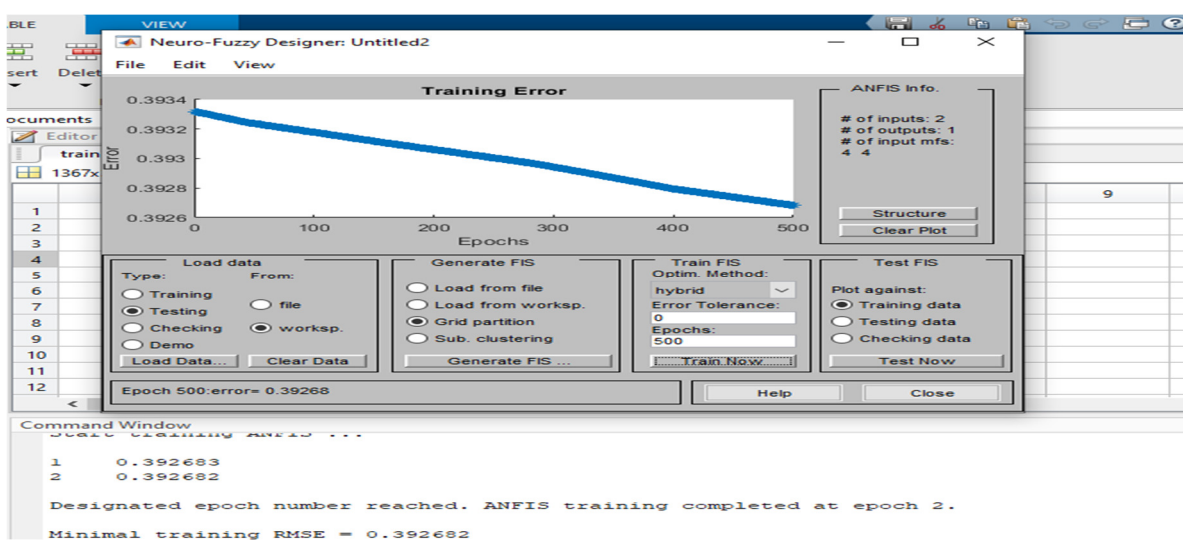 BLE
VIEW
Neuro-Fuzzy Designer: Untitled2
File Edit View
sert Delet
Training Error
0.3934
0.3932
0.393
0.3928
0.3926
Error
0 100 200 300 400 500
Epochs
ANFIS Info.
# of inputs: 2
# of outputs: 1
# of input mfs:
4 4
Structure
Clear Plot
ocuments
Editor
train
1367x
9
1
2
3
4
5
6
7
8
9
10
11
12
Load data
Type: From:
Training
Testing
Checking
Demo
file
worksp.
Load Data... Clear Data
Generate FIS
Load from file
Load from worksp.
Grid partition
Sub. clustering
Generate FIS ...
Train FIS
Optim. Method:
hybrid
Error Tolerance:
0
Epochs:
500
Train Now
Test FIS
Plot against:
Training data
Testing data
Checking data
Test Now
Epoch 500:error= 0.39268
Help Close
Command Window
Start training ANFIS ...
1 0.392683
2 0.392682
Designated epoch number reached. ANFIS training completed at epoch 2.
Minimal training RMSE = 0.392682